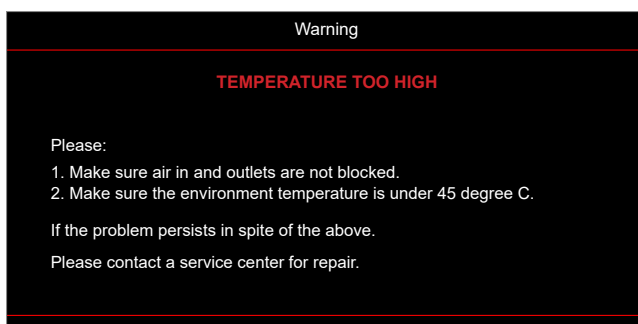 Warning
TEMPERATURE TOO HIGH
Please:
1. Make sure air in and outlets are not blocked.
2. Make sure the environment temperature is under 45 degree C.
If the problem persists in spite of the above.
Please contact a service center for repair.